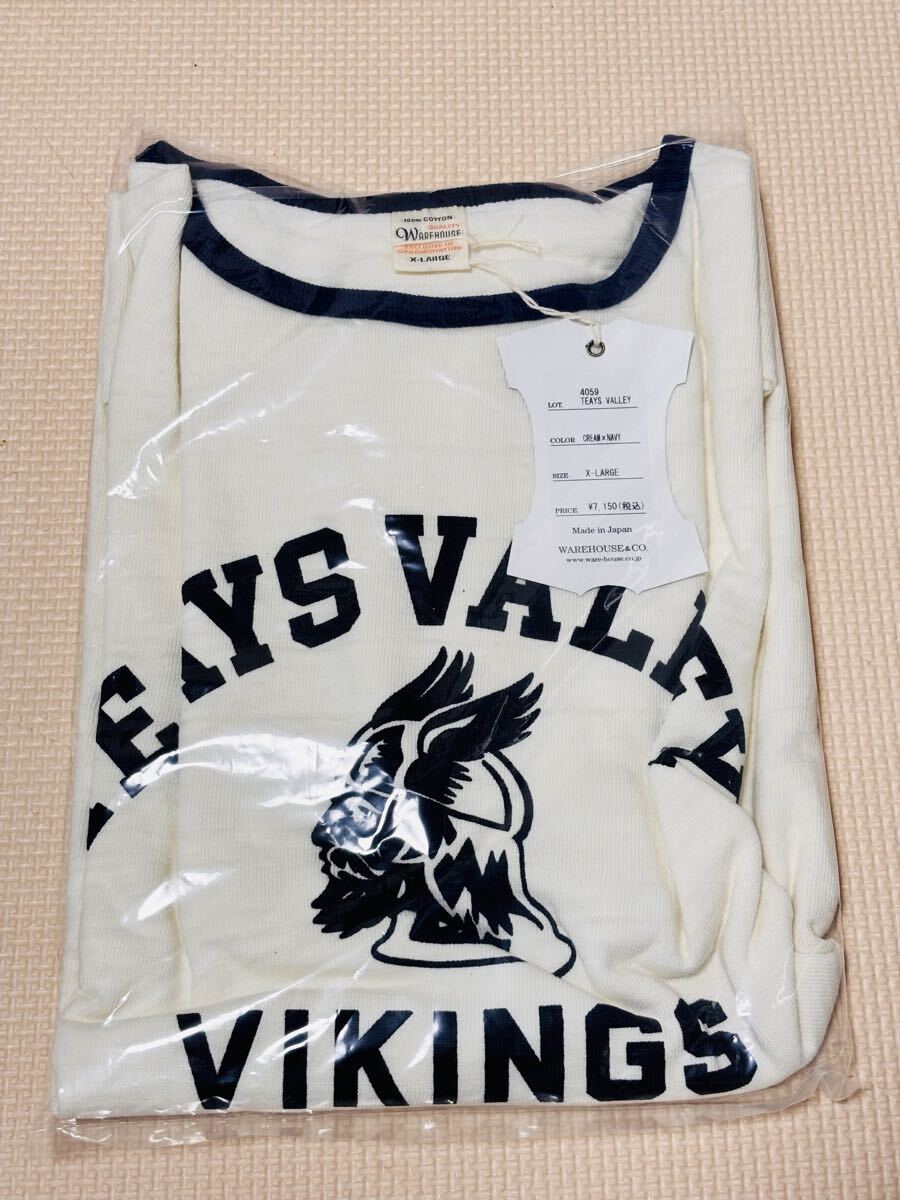 100% COTTON
QUALITY
WAREHOUSE
EXCLUSIVE OF
ORNAMENTATION
X-LARGE
LOT. 4059
TEAYS VALLEY
COLOR CREAM×NAVY
SIZE X-LARGE
PRICE ¥7,150(税込)
Made in Japan
WAREHOUSE&CO.
www.ware-house.co.jp
TEAYS VALLEY
VIKINGS